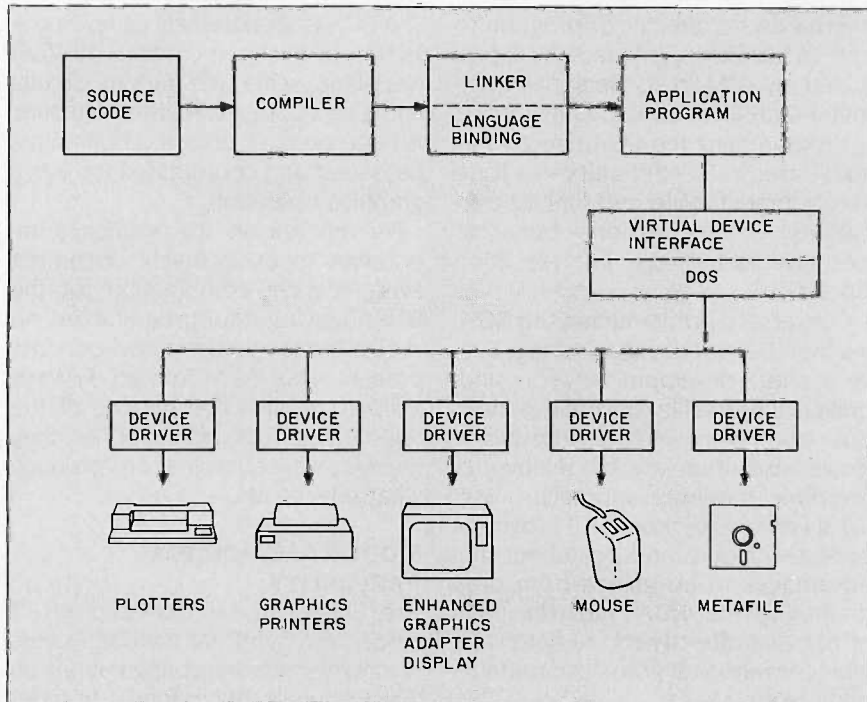 SOURCE
CODE
COMPILER
LINKER
LANGUAGE
BINDING
APPLICATION
PROGRAM
VIRTUAL DEVICE
INTERFACE
DOS
DEVICE
DRIVER
DEVICE
DRIVER
DEVICE
DRIVER
DEVICE
DRIVER
DEVICE
DRIVER
PLOTTERS
GRAPHICS
PRINTERS
ENHANCED
GRAPHICS
ADAPTER
DISPLAY
MOUSE
METAFILE